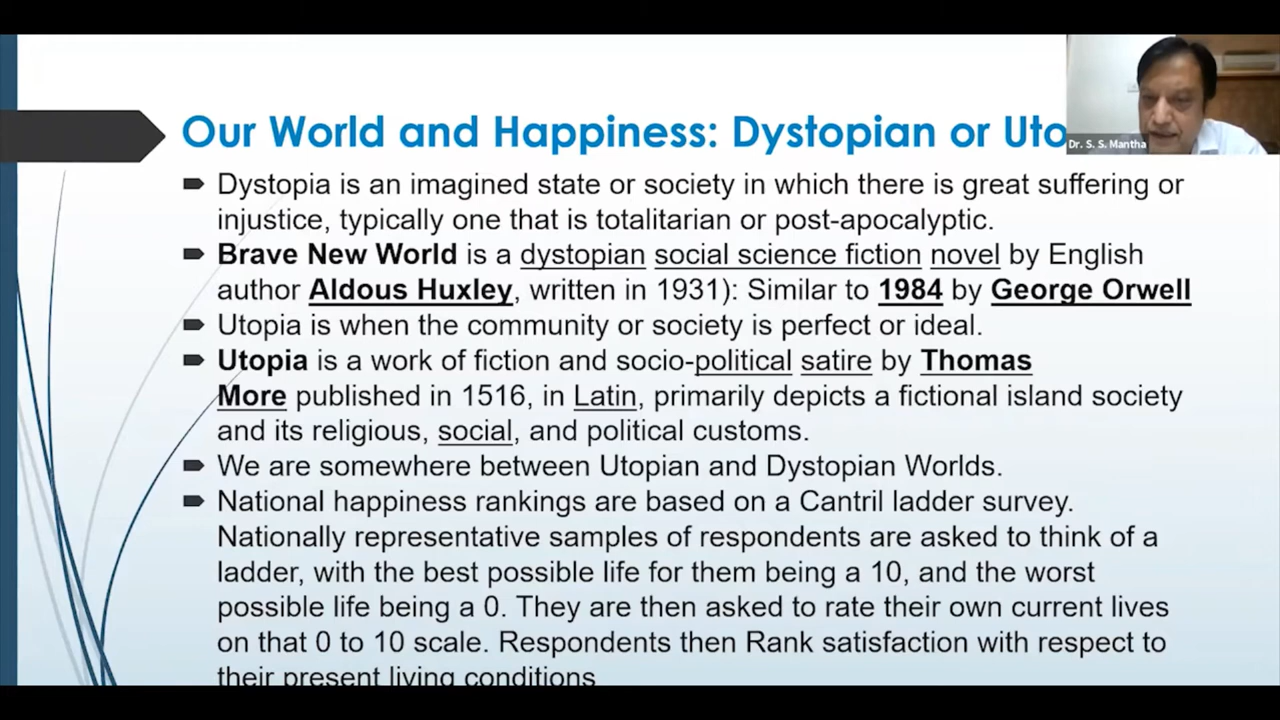 Our World and Happiness: Dystopian or Uto
Dr. S. S. Mantha
Dystopia is an imagined state or society in which there is great suffering or
injustice, typically one that is totalitarian or post-apocalyptic.
Brave New World is a dystopian social science fiction novel by English
author Aldous Huxley, written in 1931): Similar to 1984 by George Orwell
Utopia is when the community or society is perfect or ideal.
Utopia is a work of fiction and socio-political satire by Thomas
More published in 1516, in Latin, primarily depicts a fictional island society
and its religious, social, and political customs.
We are somewhere between Utopian and Dystopian Worlds.
National happiness rankings are based on a Cantril ladder survey.
Nationally representative samples of respondents are asked to think of a
ladder, with the best possible life for them being a 10, and the worst
possible life being a 0. They are then asked to rate their own current lives
on that 0 to 10 scale. Respondents then Rank satisfaction with respect to
their present living conditions